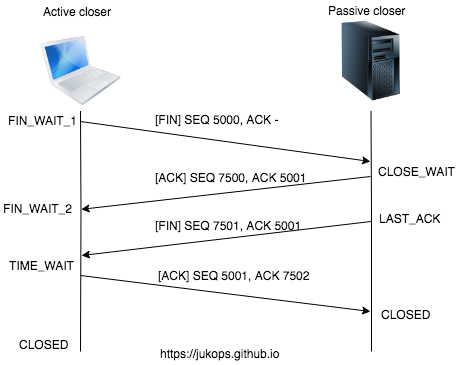 Active closer
Passive closer
FIN_WAIT_1
[FIN] SEQ 5000, ACK -
CLOSE_WAIT
[ACK] SEQ 7500, ACK 5001
FIN_WAIT_2
LAST_ACK
[FIN] SEQ 7501, ACK 5001
TIME_WAIT
[ACK] SEQ 5001, ACK 7502
CLOSED
CLOSED
https://jukops.github.io